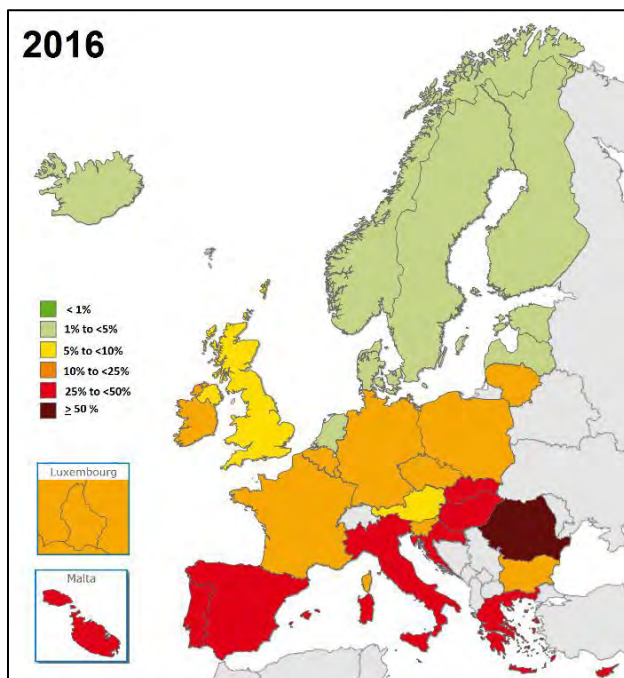 2016
< 1%
1% to <5%
5% to <10%
10% to <25%
25% to <50%
≥ 50 %
Luxembourg
Malta